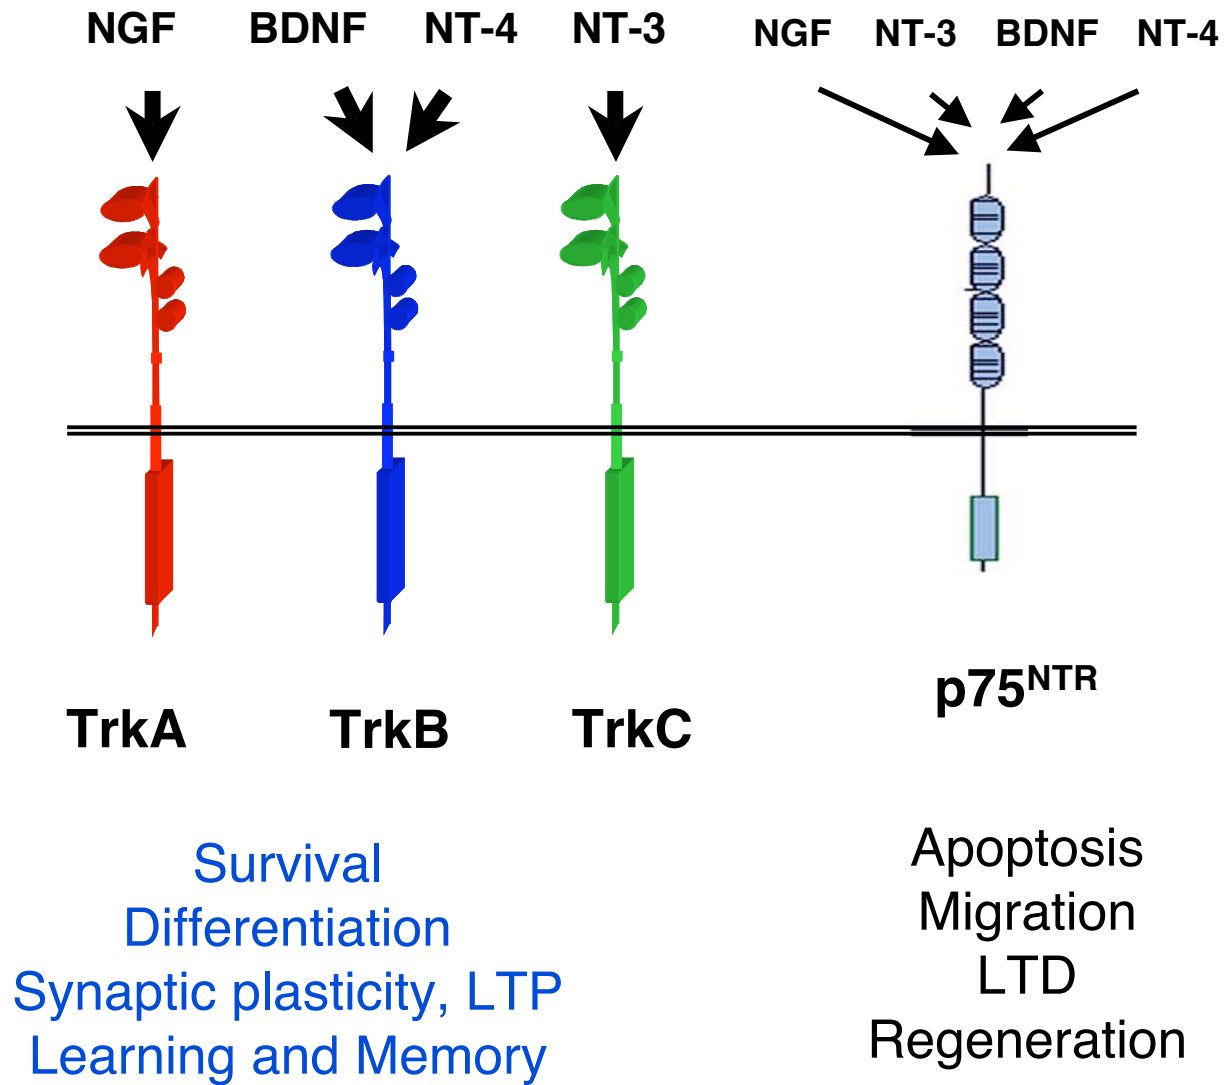 NGF BDNF NT-4 NT-3 NGF NT-3 BDNF NT-4
TrkA TrkB TrkC p75NTR
Survival
Differentiation
Synaptic plasticity, LTP
Learning and Memory
Apoptosis
Migration
LTD
Regeneration